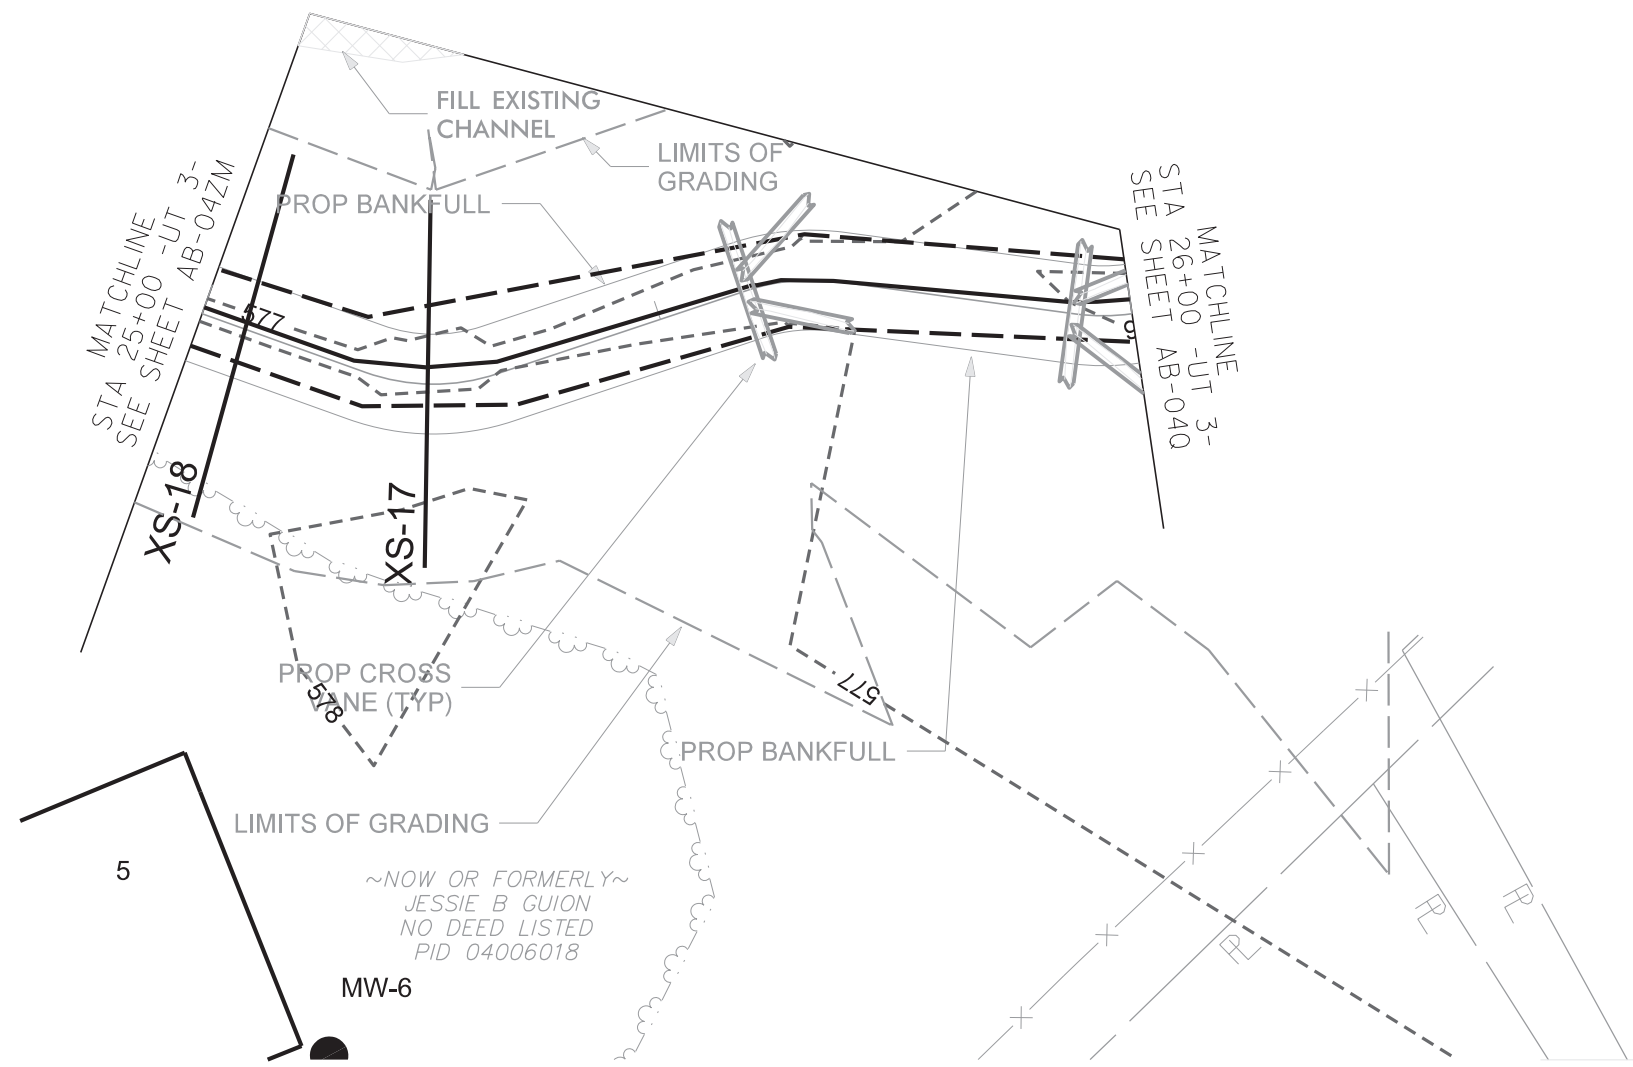 FILL EXISTING
CHANNEL
LIMITS OF
GRADING
PROP BANKFULL
MATCHLINE
STA 25+00 -UT 3-
SEE SHEET AB-04ZM
MATCHLINE
STA 26+00 -UT 3-
SEE SHEET AB-04Q
577
XS-18
XS-17
PROP CROSS
VANE (TYP)
578
577
PROP BANKFULL
LIMITS OF GRADING
5
~NOW OR FORMERLY~
JESSIE B GUION
NO DEED LISTED
PID 04006018
MW-6
X
X
X
X
X
PL
PL
PL